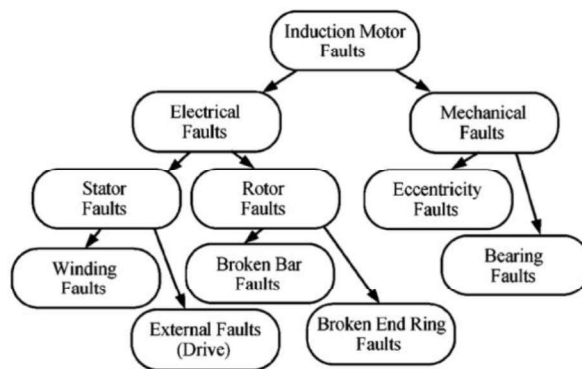 Induction Motor
Faults
Electrical
Faults
Mechanical
Faults
Stator
Faults
Rotor
Faults
Eccentricity
Faults
Winding
Faults
Broken Bar
Faults
Bearing
Faults
External Faults
(Drive)
Broken End Ring
Faults